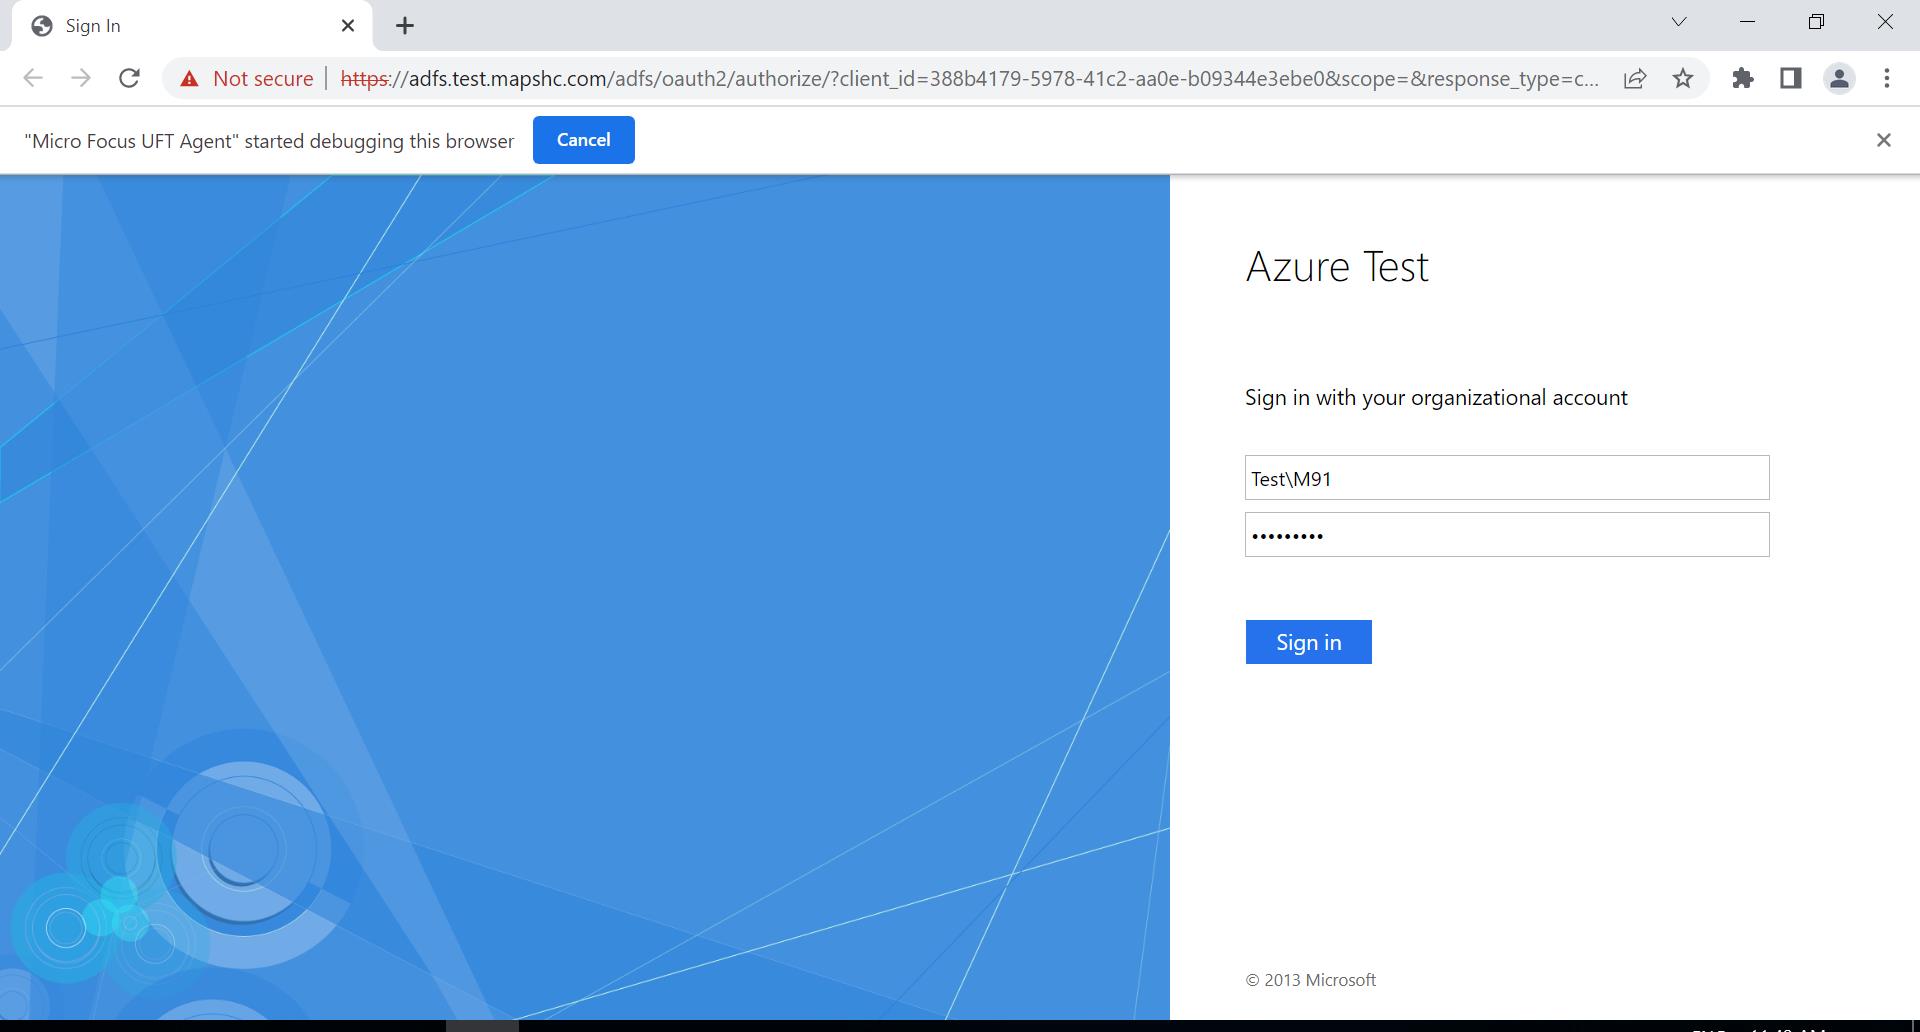 Sign In
Not secure
https://adfs.test.mapshc.com/adfs/oauth2/authorize/?client_id=388b4179-5978-41c2-aa0e-b09344e3ebe0&scope=&response_type=c...
"Micro Focus UFT Agent" started debugging this browser
Cancel
Azure Test
Sign in with your organizational account
Test\M91
•••••••••
Sign in
© 2013 Microsoft